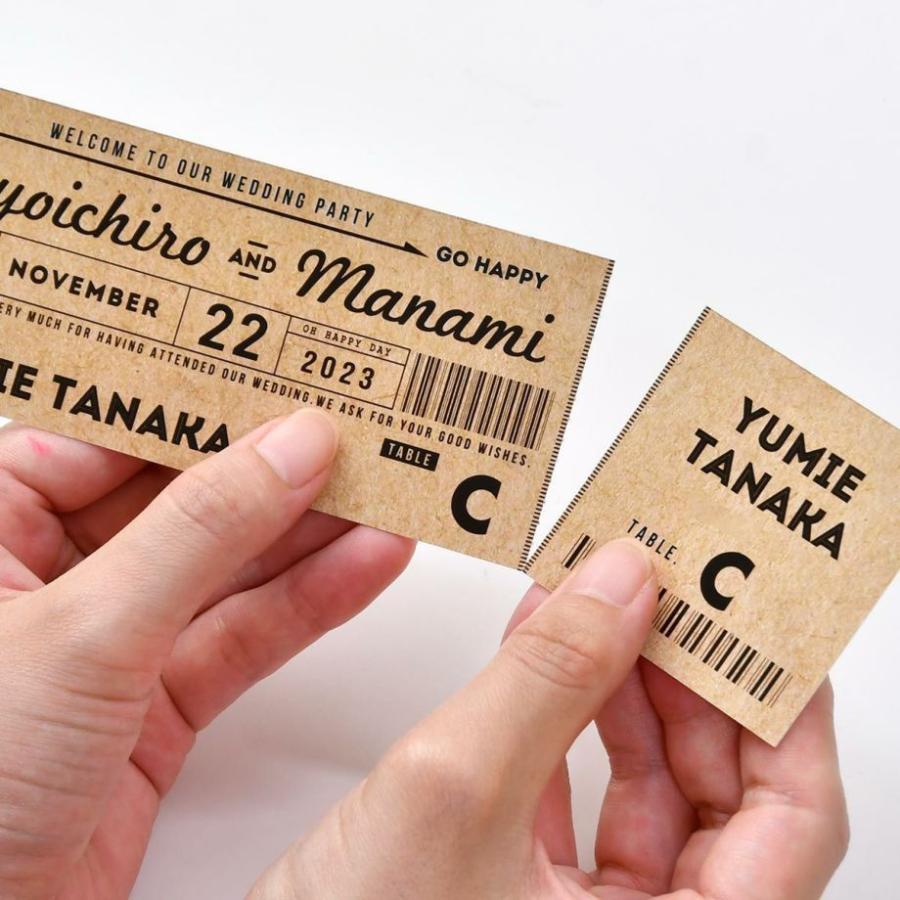 WELCOME TO OUR WEDDING PARTY
GO HAPPY
yoichiro AND Manami
NOVEMBER
22
OH HAPPY DAY
2023
VERY MUCH FOR HAVING ATTENDED OUR WEDDING.WE ASK FOR YOUR GOOD WISHES.
IE TANAKA
TABLE
C
YUMIE
TANAKA
TABLE.
C